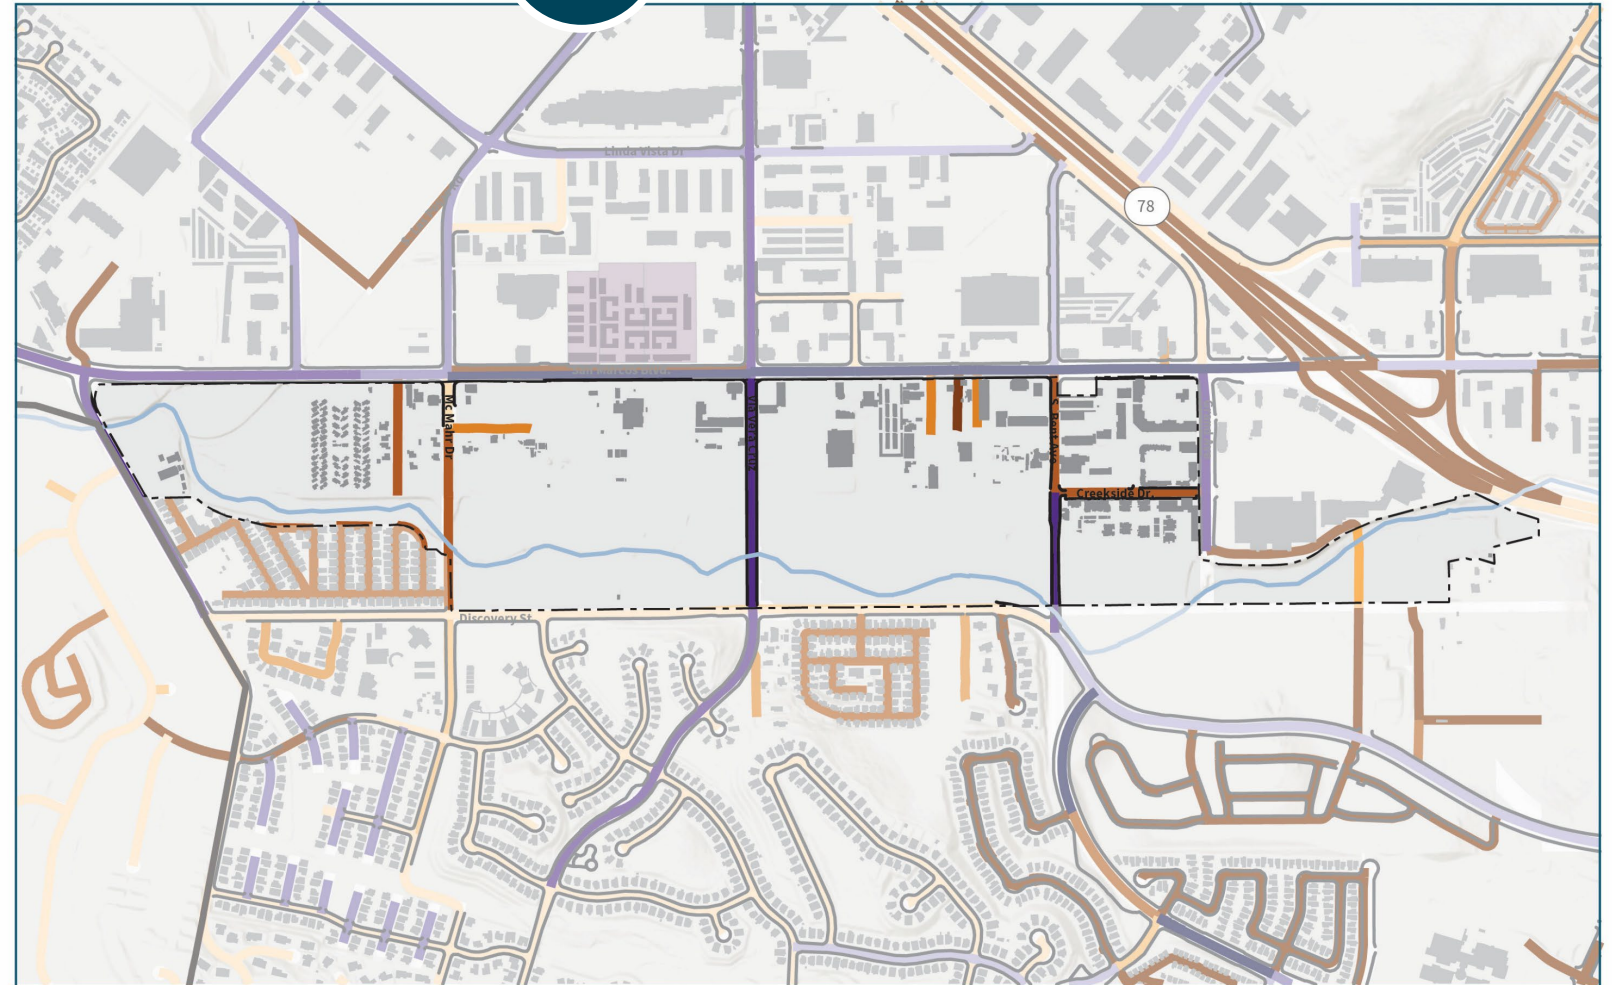 Linda Vista Dr
78
San Marcos Blvd.
Mc Mahr Dr
Via Vera Cruz
S. Bent Ave
Creekside Dr.
Discovery St